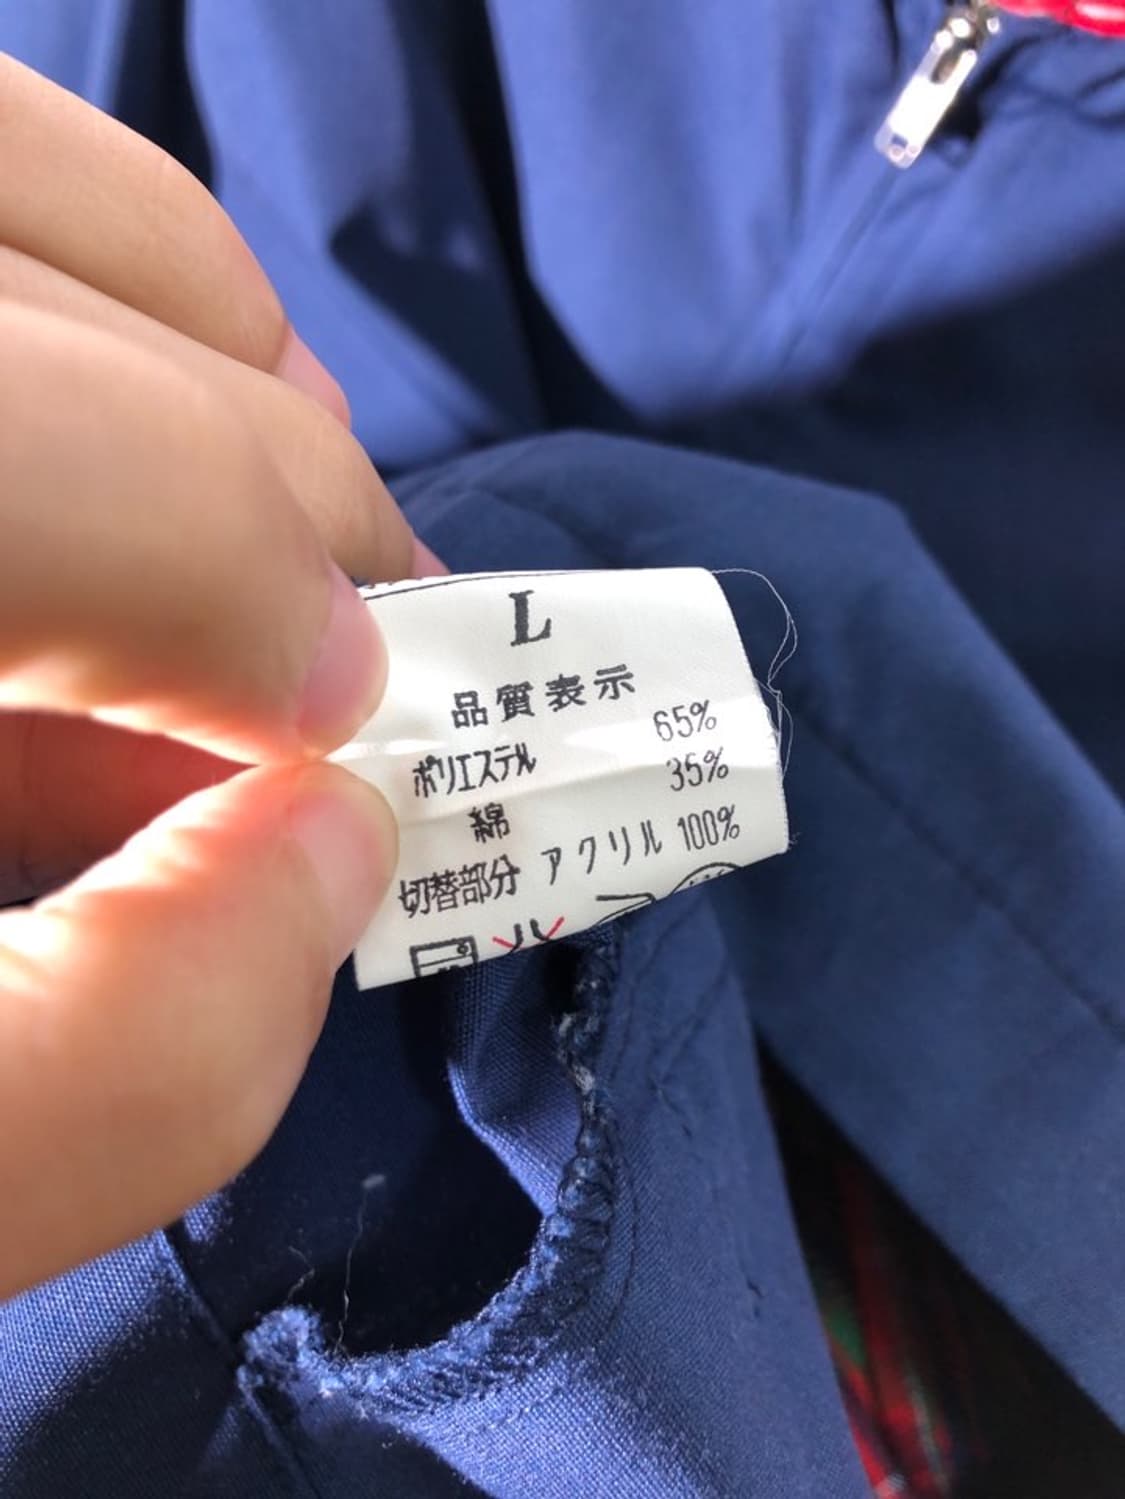 L
品質表示
ポリエステル 65%
綿 35%
切替部分 アクリル 100%